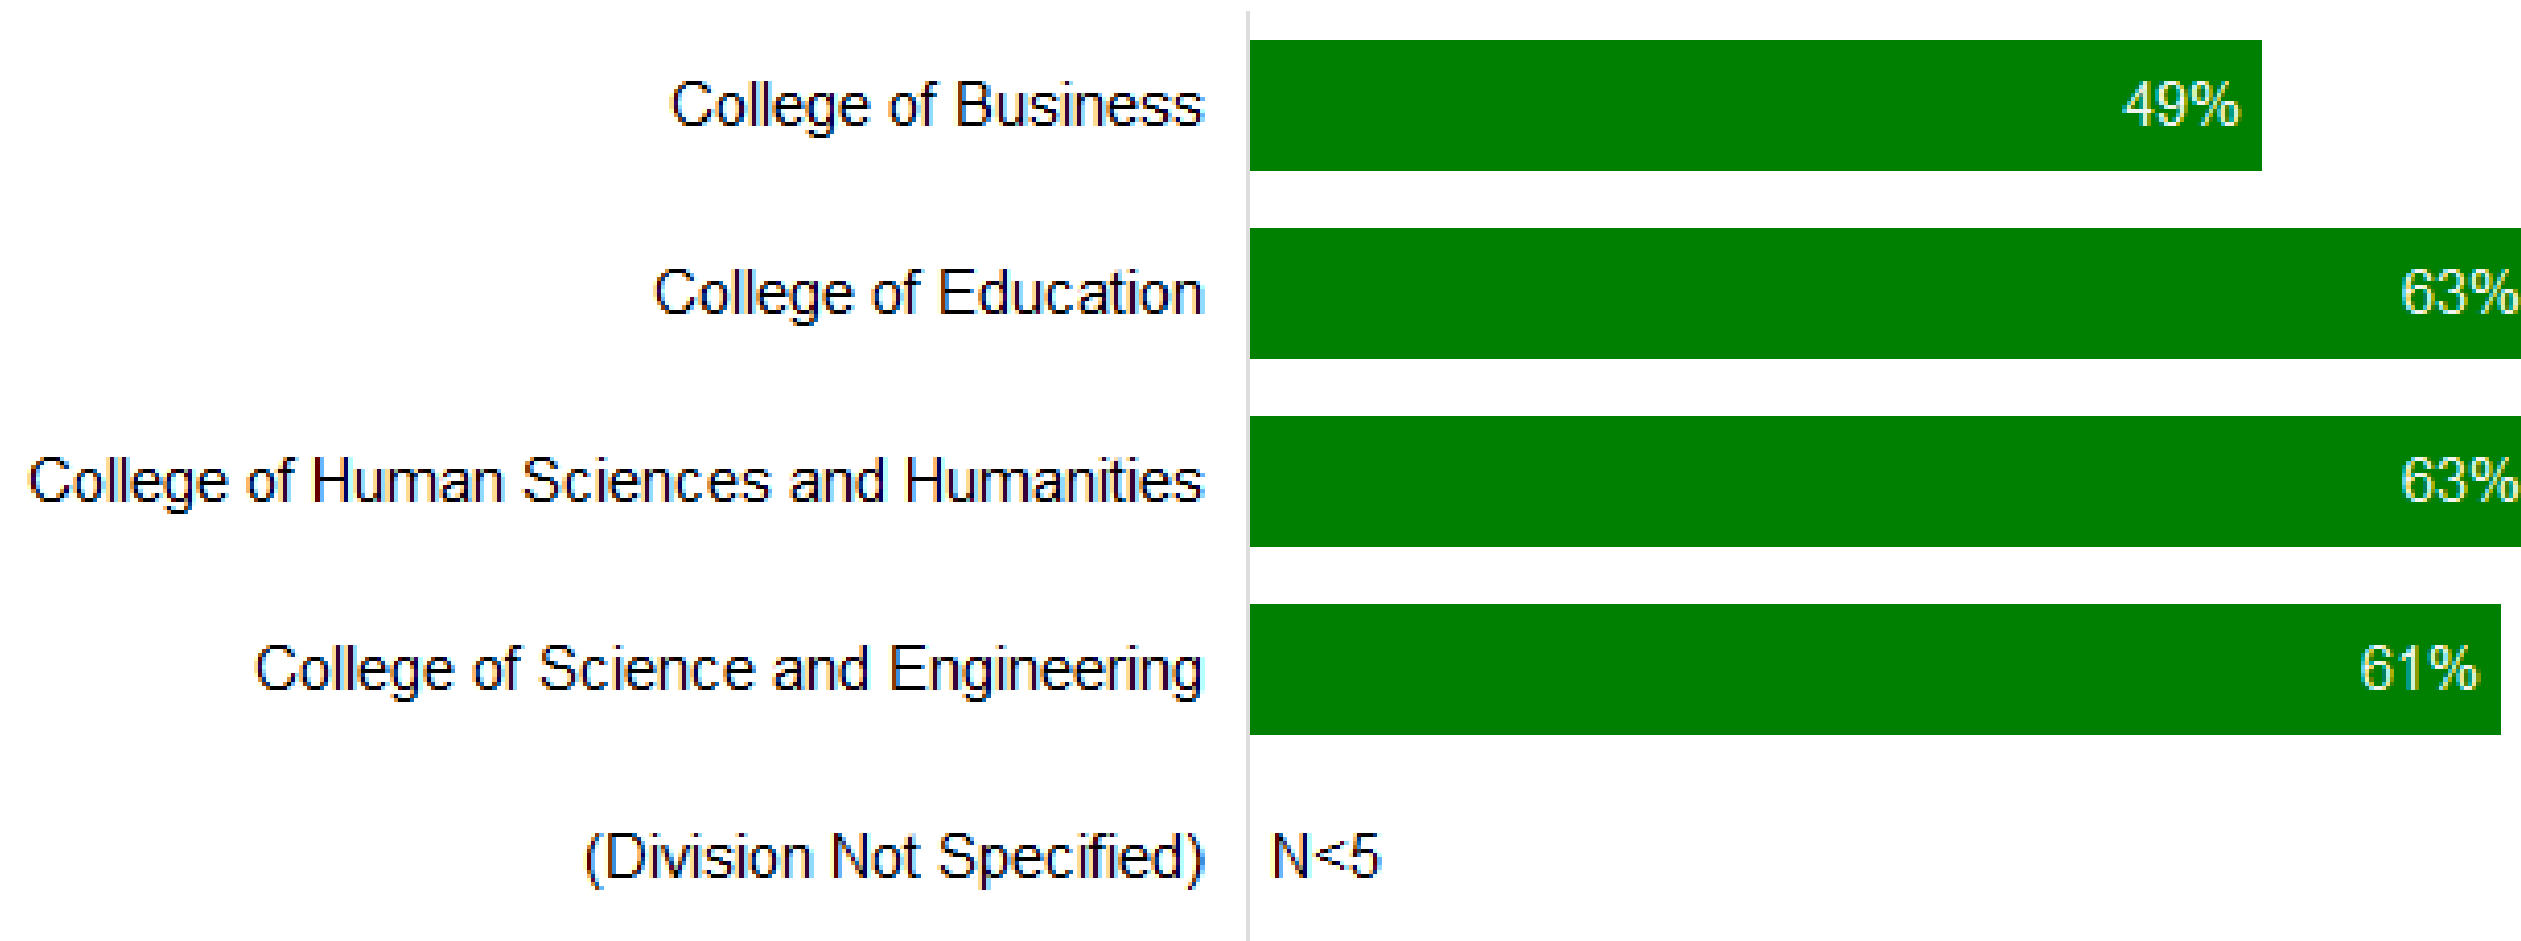 College of Business 49%
College of Education 63%
College of Human Sciences and Humanities 63%
College of Science and Engineering 61%
(Division Not Specified) N<5